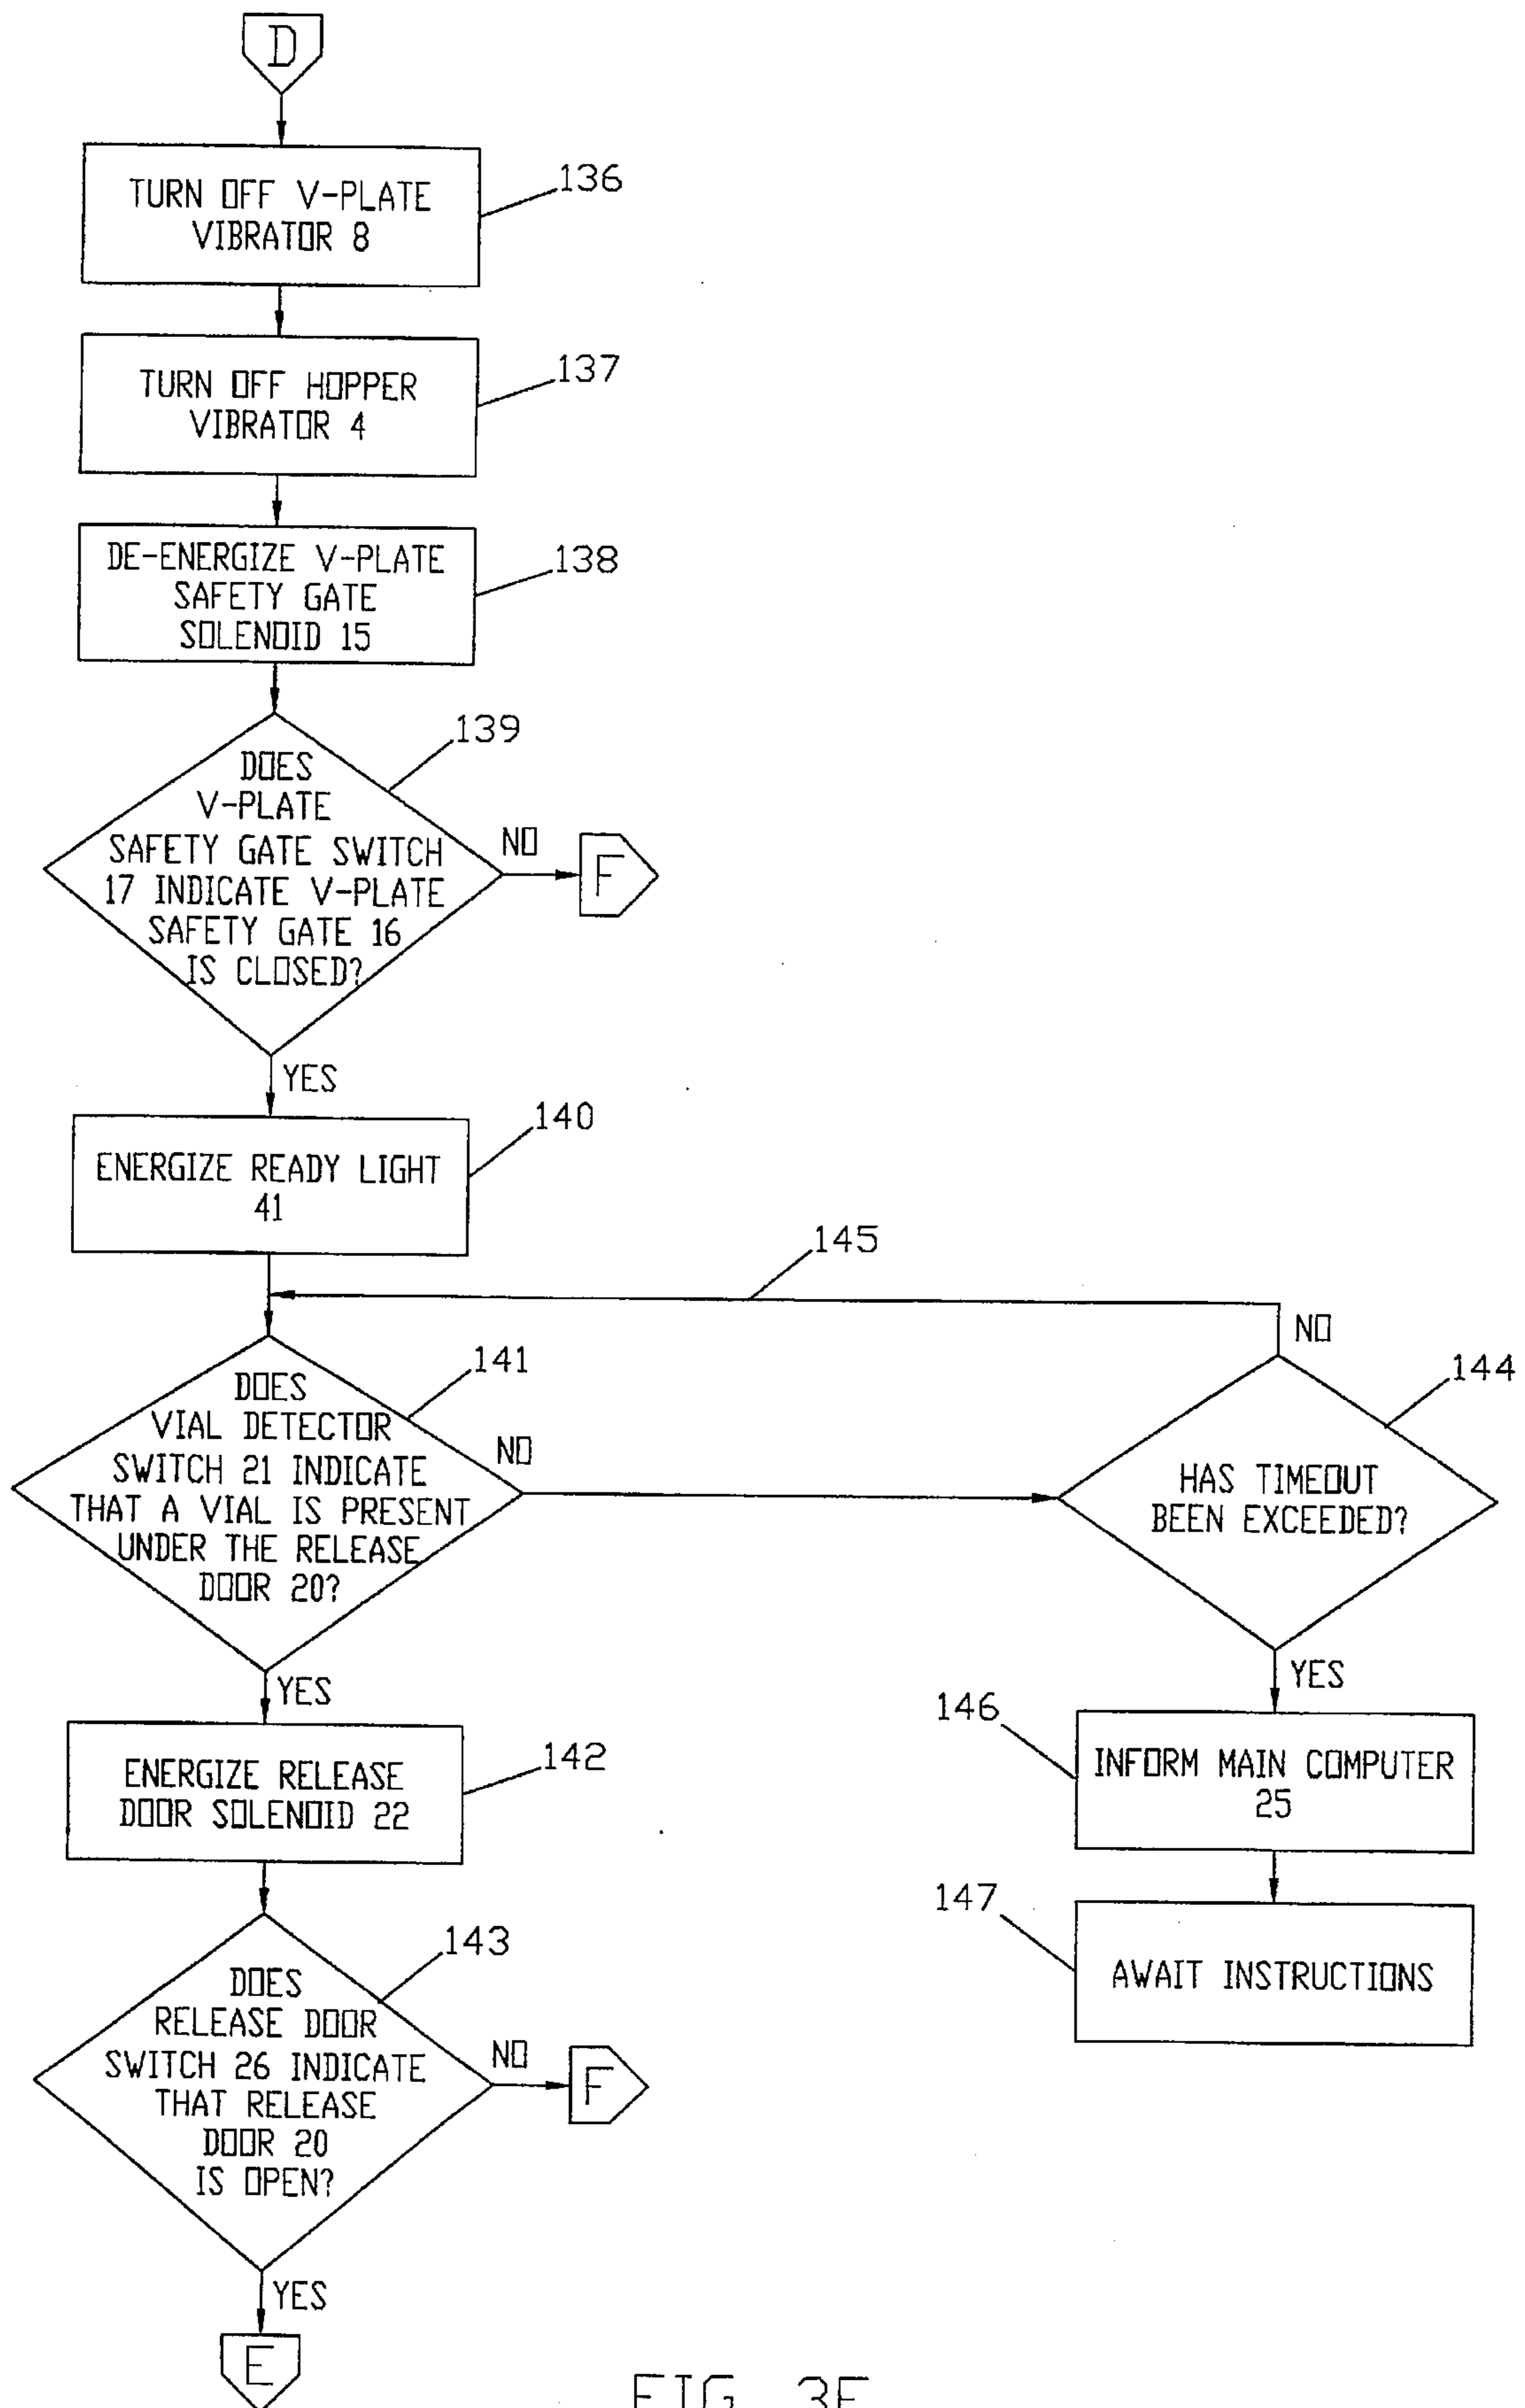 D
TURN OFF V-PLATE
VIBRATOR 8
136
TURN OFF HOPPER
VIBRATOR 4
137
DE-ENERGIZE V-PLATE
SAFETY GATE
SOLENOID 15
138
139
DOES
V-PLATE
SAFETY GATE SWITCH
17 INDICATE V-PLATE
SAFETY GATE 16
IS CLOSED?
NO
F
YES
140
ENERGIZE READY LIGHT
41
145
NO
141
DOES
VIAL DETECTOR
SWITCH 21 INDICATE
THAT A VIAL IS PRESENT
UNDER THE RELEASE
DOOR 20?
NO
144
HAS TIMEOUT
BEEN EXCEEDED?
YES
YES
142
ENERGIZE RELEASE
DOOR SOLENOID 22
146
INFORM MAIN COMPUTER
25
147
AWAIT INSTRUCTIONS
143
DOES
RELEASE DOOR
SWITCH 26 INDICATE
THAT RELEASE
DOOR 20
IS OPEN?
NO
F
YES
E
FIG.